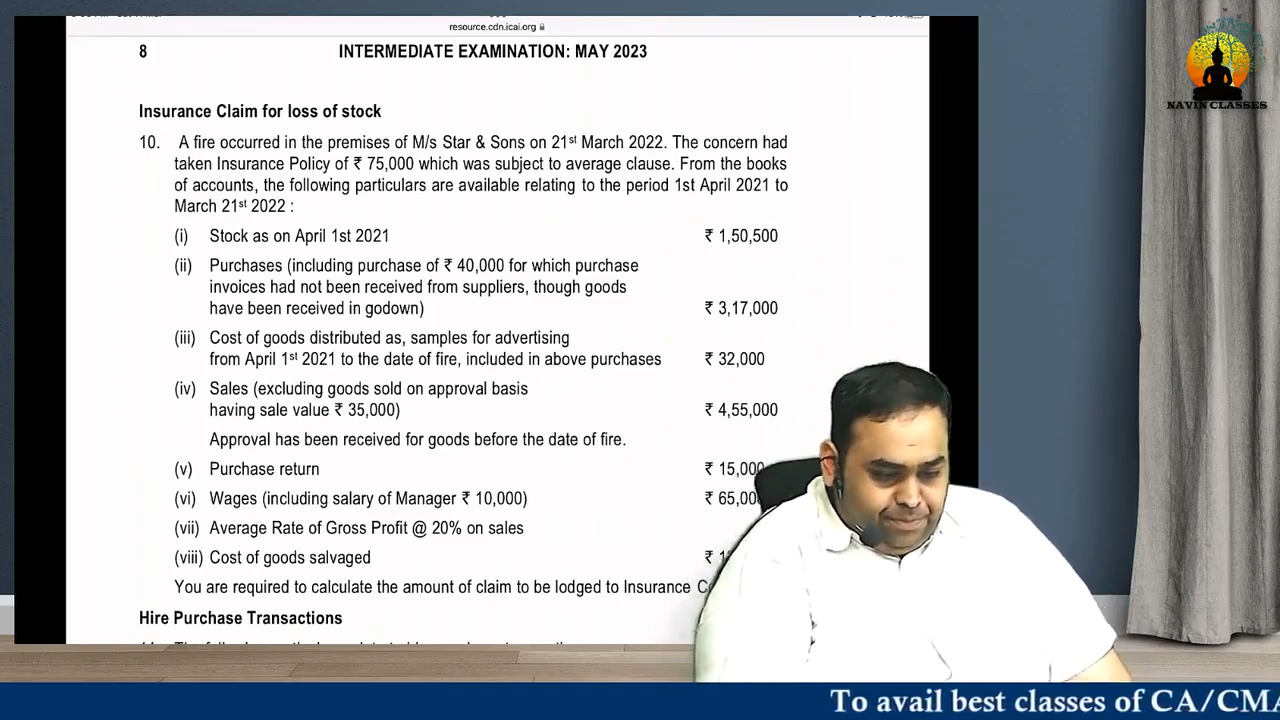 resource.cdn.icai.org
8 INTERMEDIATE EXAMINATION: MAY 2023
NAVIN CLASSES
Insurance Claim for loss of stock
10. A fire occurred in the premises of M/s Star & Sons on 21st March 2022. The concern had
taken Insurance Policy of ₹ 75,000 which was subject to average clause. From the books
of accounts, the following particulars are available relating to the period 1st April 2021 to
March 21st 2022 :
(i) Stock as on April 1st 2021 ₹ 1,50,500
(ii) Purchases (including purchase of ₹ 40,000 for which purchase
invoices had not been received from suppliers, though goods
have been received in godown) ₹ 3,17,000
(iii) Cost of goods distributed as, samples for advertising
from April 1st 2021 to the date of fire, included in above purchases ₹ 32,000
(iv) Sales (excluding goods sold on approval basis
having sale value ₹ 35,000) ₹ 4,55,000
Approval has been received for goods before the date of fire.
(v) Purchase return ₹ 15,000
(vi) Wages (including salary of Manager ₹ 10,000) ₹ 65,00
(vii) Average Rate of Gross Profit @ 20% on sales
(viii) Cost of goods salvaged ₹
You are required to calculate the amount of claim to be lodged to Insurance
Hire Purchase Transactions
To avail best classes of CA/CMA